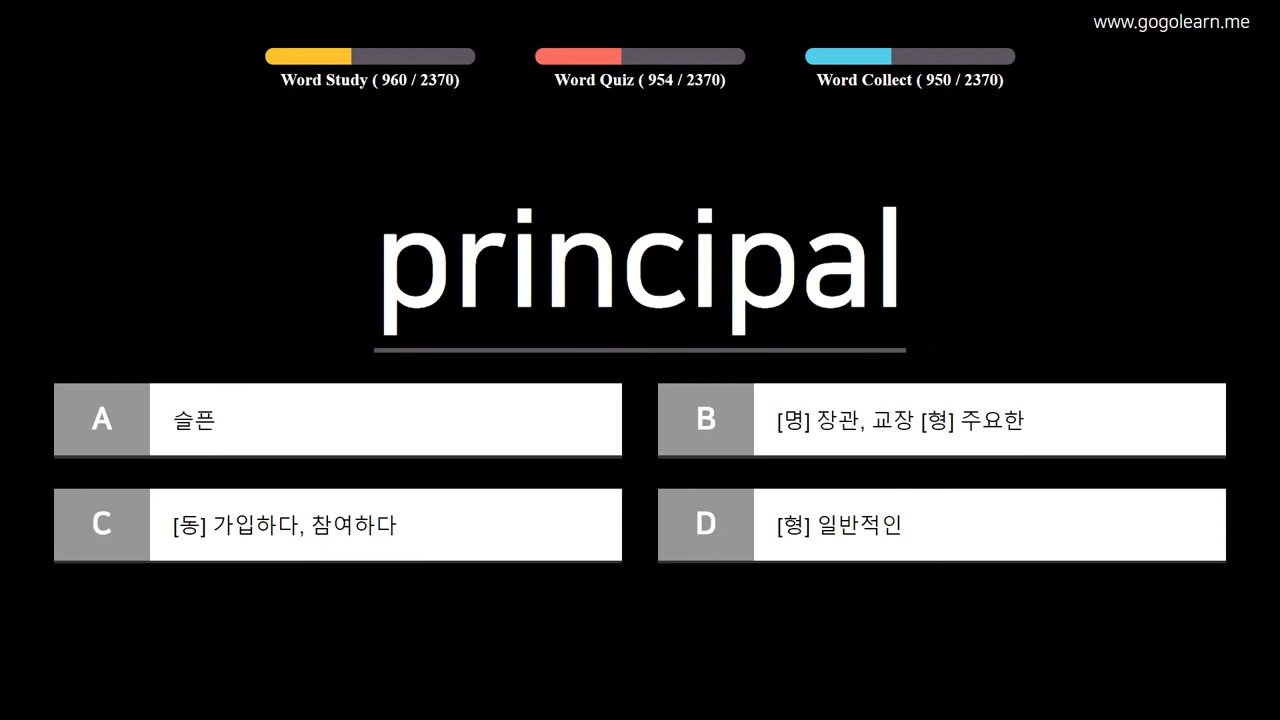 www.gogolearn.me
Word Study ( 960 / 2370)
Word Quiz ( 954 / 2370)
Word Collect ( 950 / 2370)
principal
A 슬픈
B [명] 장관, 교장 [형] 주요한
C [동] 가입하다, 참여하다
D [형] 일반적인